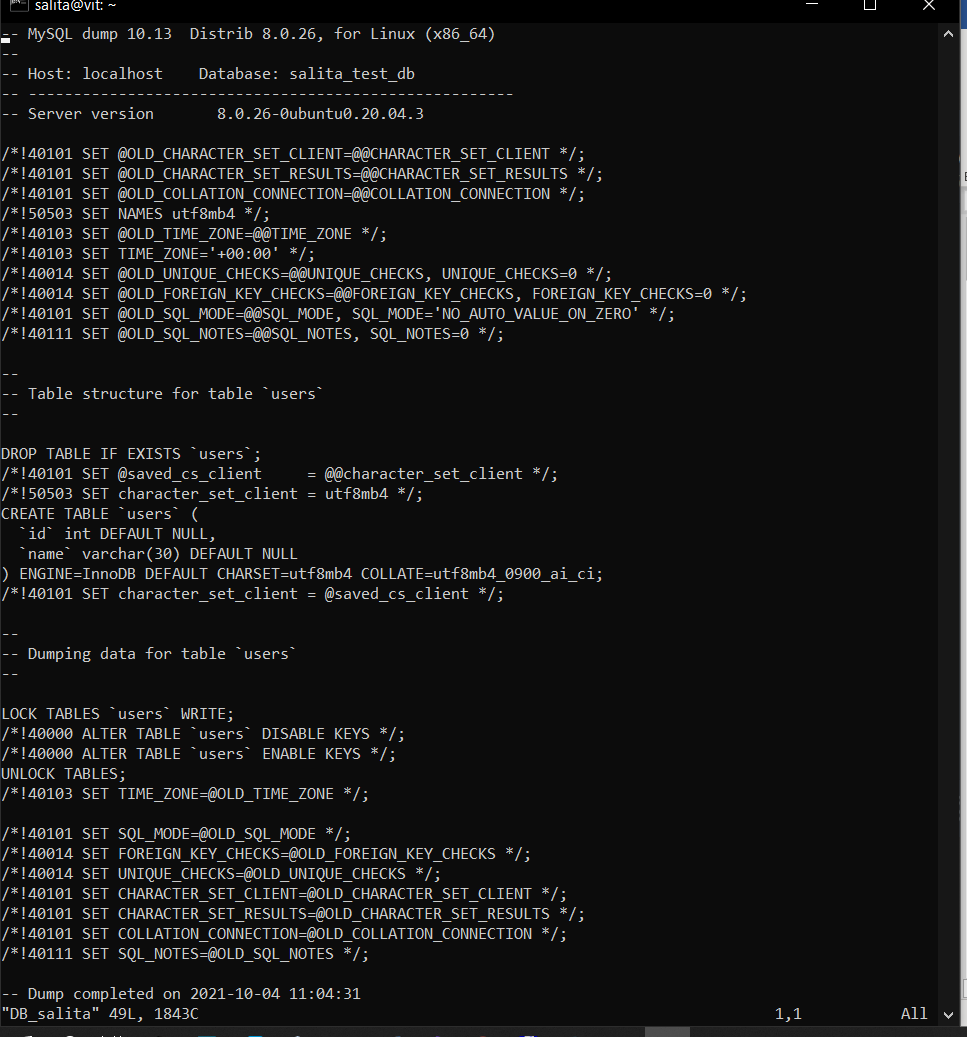 salita@vit: ~
-- MySQL dump 10.13  Distrib 8.0.26, for Linux (x86_64)
--
-- Host: localhost    Database: salita_test_db
-- ------------------------------------------------------
-- Server version       8.0.26-0ubuntu0.20.04.3

/*!40101 SET @OLD_CHARACTER_SET_CLIENT=@@CHARACTER_SET_CLIENT */;
/*!40101 SET @OLD_CHARACTER_SET_RESULTS=@@CHARACTER_SET_RESULTS */;
/*!40101 SET @OLD_COLLATION_CONNECTION=@@COLLATION_CONNECTION */;
/*!50503 SET NAMES utf8mb4 */;
/*!40103 SET @OLD_TIME_ZONE=@@TIME_ZONE */;
/*!40103 SET TIME_ZONE='+00:00' */;
/*!40014 SET @OLD_UNIQUE_CHECKS=@@UNIQUE_CHECKS, UNIQUE_CHECKS=0 */;
/*!40014 SET @OLD_FOREIGN_KEY_CHECKS=@@FOREIGN_KEY_CHECKS, FOREIGN_KEY_CHECKS=0 */;
/*!40101 SET @OLD_SQL_MODE=@@SQL_MODE, SQL_MODE='NO_AUTO_VALUE_ON_ZERO' */;
/*!40111 SET @OLD_SQL_NOTES=@@SQL_NOTES, SQL_NOTES=0 */;

--
-- Table structure for table `users`
--

DROP TABLE IF EXISTS `users`;
/*!40101 SET @saved_cs_client     = @@character_set_client */;
/*!50503 SET character_set_client = utf8mb4 */;
CREATE TABLE `users` (
  `id` int DEFAULT NULL,
  `name` varchar(30) DEFAULT NULL
) ENGINE=InnoDB DEFAULT CHARSET=utf8mb4 COLLATE=utf8mb4_0900_ai_ci;
/*!40101 SET character_set_client = @saved_cs_client */;

--
-- Dumping data for table `users`
--

LOCK TABLES `users` WRITE;
/*!40000 ALTER TABLE `users` DISABLE KEYS */;
/*!40000 ALTER TABLE `users` ENABLE KEYS */;
UNLOCK TABLES;
/*!40103 SET TIME_ZONE=@OLD_TIME_ZONE */;

/*!40101 SET SQL_MODE=@OLD_SQL_MODE */;
/*!40014 SET FOREIGN_KEY_CHECKS=@OLD_FOREIGN_KEY_CHECKS */;
/*!40014 SET UNIQUE_CHECKS=@OLD_UNIQUE_CHECKS */;
/*!40101 SET CHARACTER_SET_CLIENT=@OLD_CHARACTER_SET_CLIENT */;
/*!40101 SET CHARACTER_SET_RESULTS=@OLD_CHARACTER_SET_RESULTS */;
/*!40101 SET COLLATION_CONNECTION=@OLD_COLLATION_CONNECTION */;
/*!40111 SET SQL_NOTES=@OLD_SQL_NOTES */;

-- Dump completed on 2021-10-04 11:04:31
"DB_salita" 49L, 1843C 1,1 All